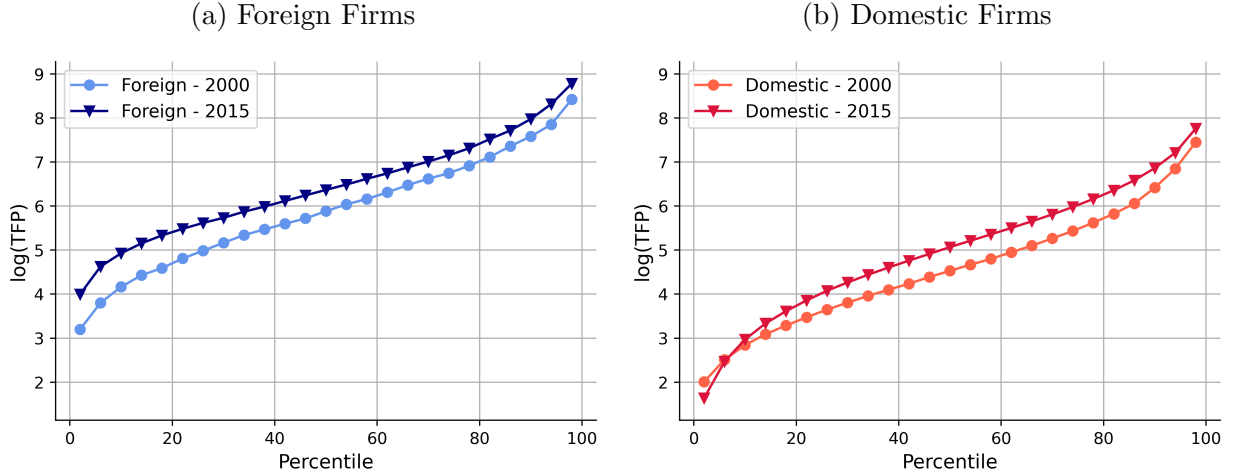 (a) Foreign Firms
9
8
7
6
5
4
3
2
log(TFP)
Foreign - 2000
Foreign - 2015
0 20 40 60 80 100
Percentile
(b) Domestic Firms
9
8
7
6
5
4
3
2
log(TFP)
Domestic - 2000
Domestic - 2015
0 20 40 60 80 100
Percentile